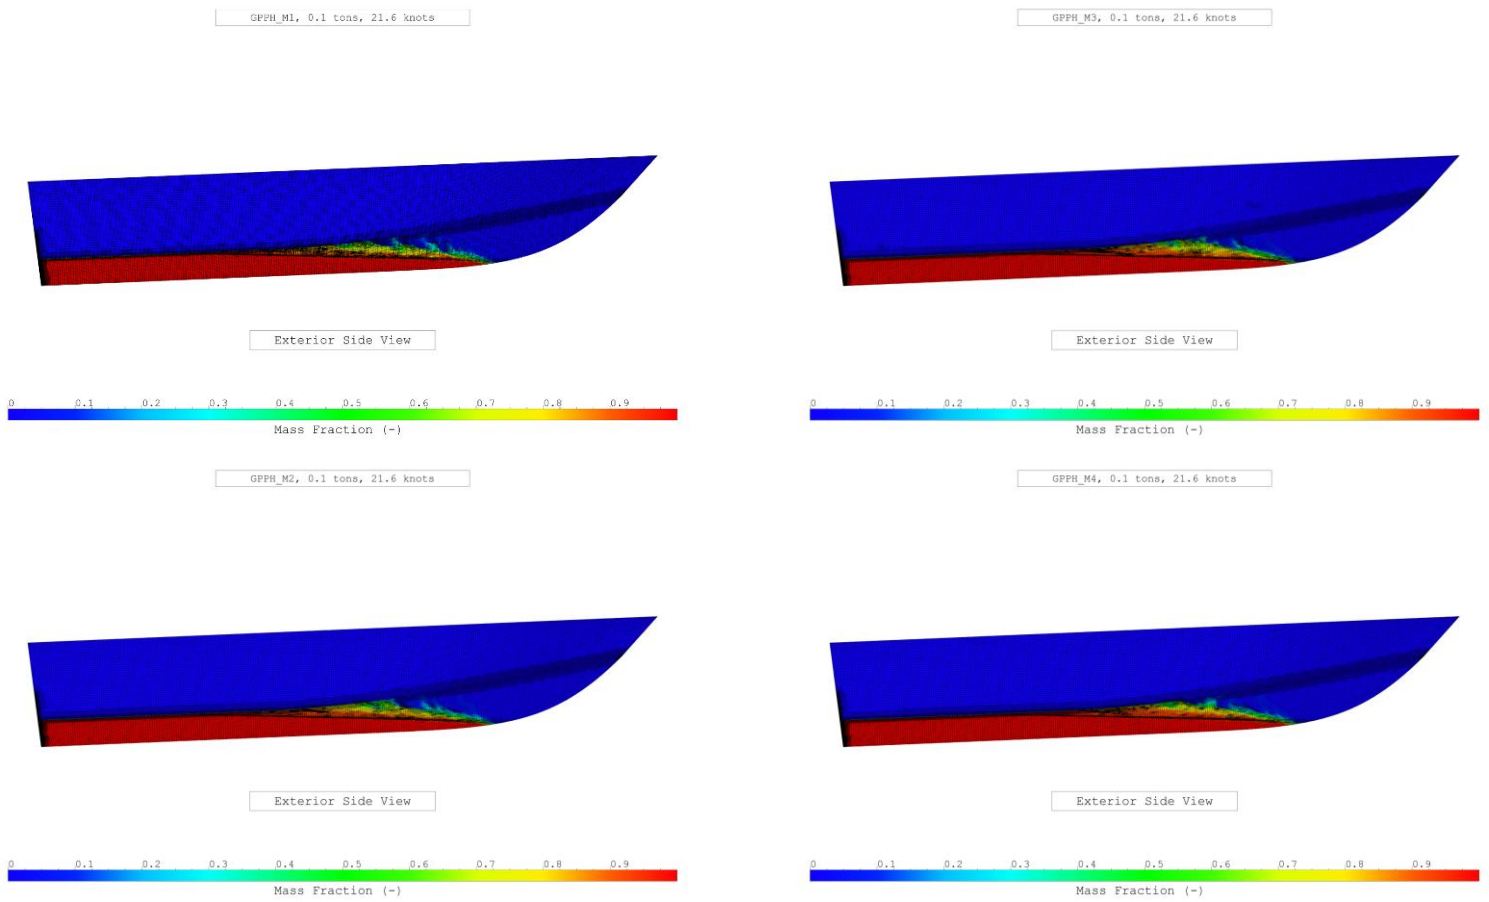 GPPH_M1, 0.1 tons, 21.6 knots
Exterior Side View
0 0.1 0.2 0.3 0.4 0.5 0.6 0.7 0.8 0.9
Mass Fraction (-)
GPPH_M3, 0.1 tons, 21.6 knots
Exterior Side View
0 0.1 0.2 0.3 0.4 0.5 0.6 0.7 0.8 0.9
Mass Fraction (-)
GPPH_M2, 0.1 tons, 21.6 knots
Exterior Side View
0 0.1 0.2 0.3 0.4 0.5 0.6 0.7 0.8 0.9
Mass Fraction (-)
GPPH_M4, 0.1 tons, 21.6 knots
Exterior Side View
0 0.1 0.2 0.3 0.4 0.5 0.6 0.7 0.8 0.9
Mass Fraction (-)